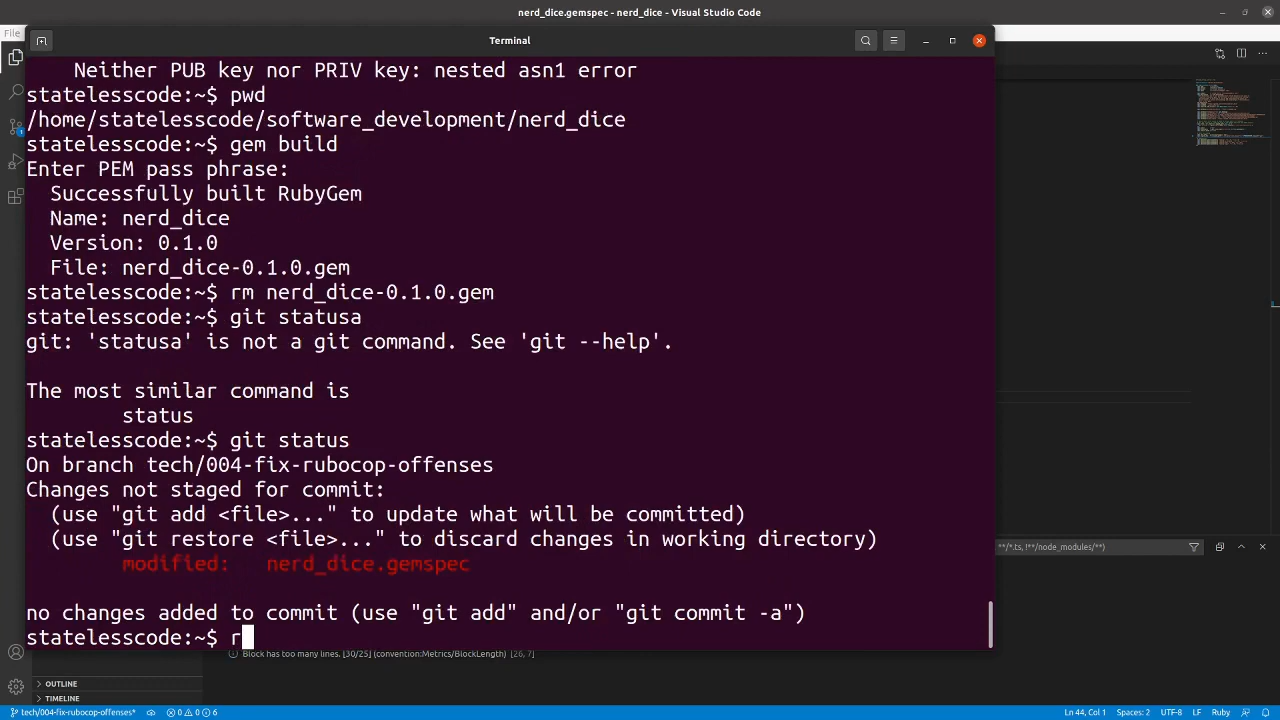 nerd_dice.gemspec - nerd_dice - Visual Studio Code
File
Terminal
Neither PUB key nor PRIV key: nested asn1 error
statelesscode:~$ pwd
/home/statelesscode/software_development/nerd_dice
statelesscode:~$ gem build
Enter PEM pass phrase:
Successfully built RubyGem
Name: nerd_dice
Version: 0.1.0
File: nerd_dice-0.1.0.gem
statelesscode:~$ rm nerd_dice-0.1.0.gem
statelesscode:~$ git statusa
git: 'statusa' is not a git command. See 'git --help'.
The most similar command is
status
statelesscode:~$ git status
On branch tech/004-fix-rubocop-offenses
Changes not staged for commit:
(use "git add <file>..." to update what will be committed)
(use "git restore <file>..." to discard changes in working directory)
modified: nerd_dice.gemspec
**/*.ts, !**/node_modules/**)
no changes added to commit (use "git add" and/or "git commit -a")
statelesscode:~$ r
Block has too many lines. [30/25] (convention:Metrics/BlockLength) [26, 7]
OUTLINE
TIMELINE
tech/004-fix-rubocop-offenses* 0 0 6 Ln 44, Col 1 Spaces: 2 UTF-8 LF Ruby